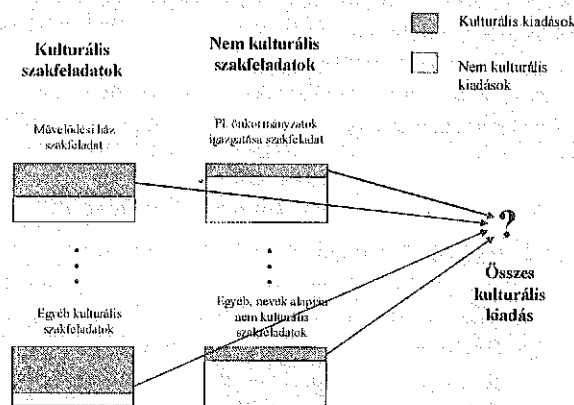 Kulturális
szakfeladatok
Nem kulturális
szakfeladatok
Kulturális kiadások
Nem kulturális
kiadások
Művelődési ház
szakfeladat
Pl. önkormányzatok
igazgatása szakfeladat
?
Összes
kulturális
kiadás
Egyéb kulturális
szakfeladatok
Egyéb, nevek alapján
nem kulturális
szakfeladatok